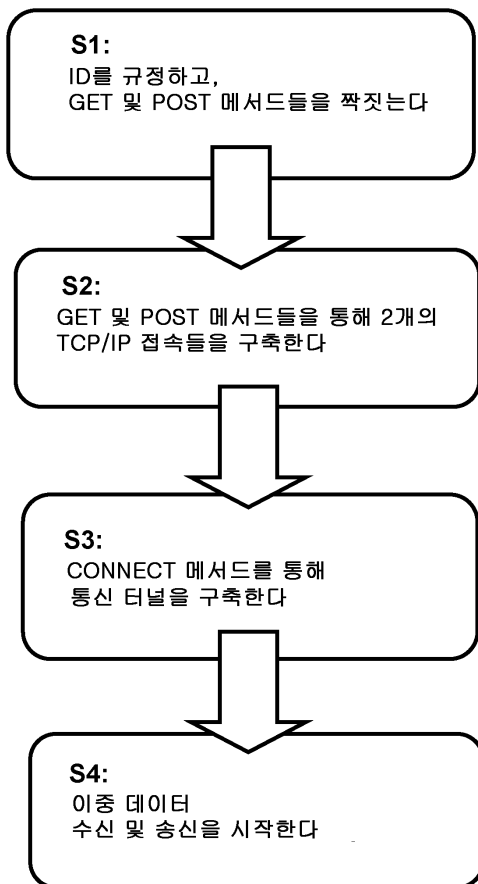 S1:
ID를 규정하고,
GET 및 POST 메서드들을 짝짓는다
S2:
GET 및 POST 메서드들을 통해 2개의
TCP/IP 접속들을 구축한다
S3:
CONNECT 메서드를 통해
통신 터널을 구축한다
S4:
이중 데이터
수신 및 송신을 시작한다